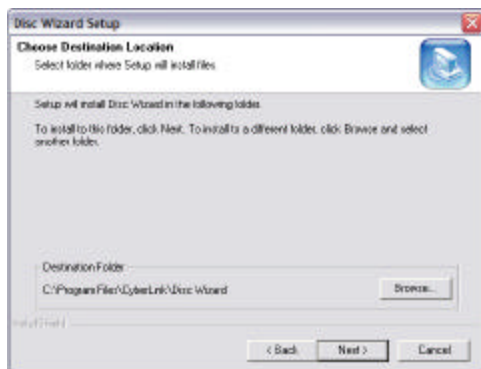 Disc Wizard Setup
Choose Destination Location
Select folder where Setup will install files.
Setup will install Disc Wizard in the following folder.
To install to this folder, click Next. To install to a different folder, click Browse and select
another folder.
Destination Folder
C:\Program Files\CyberLink\Disc Wizard
Browse...
InstallShield
< Back
Next >
Cancel